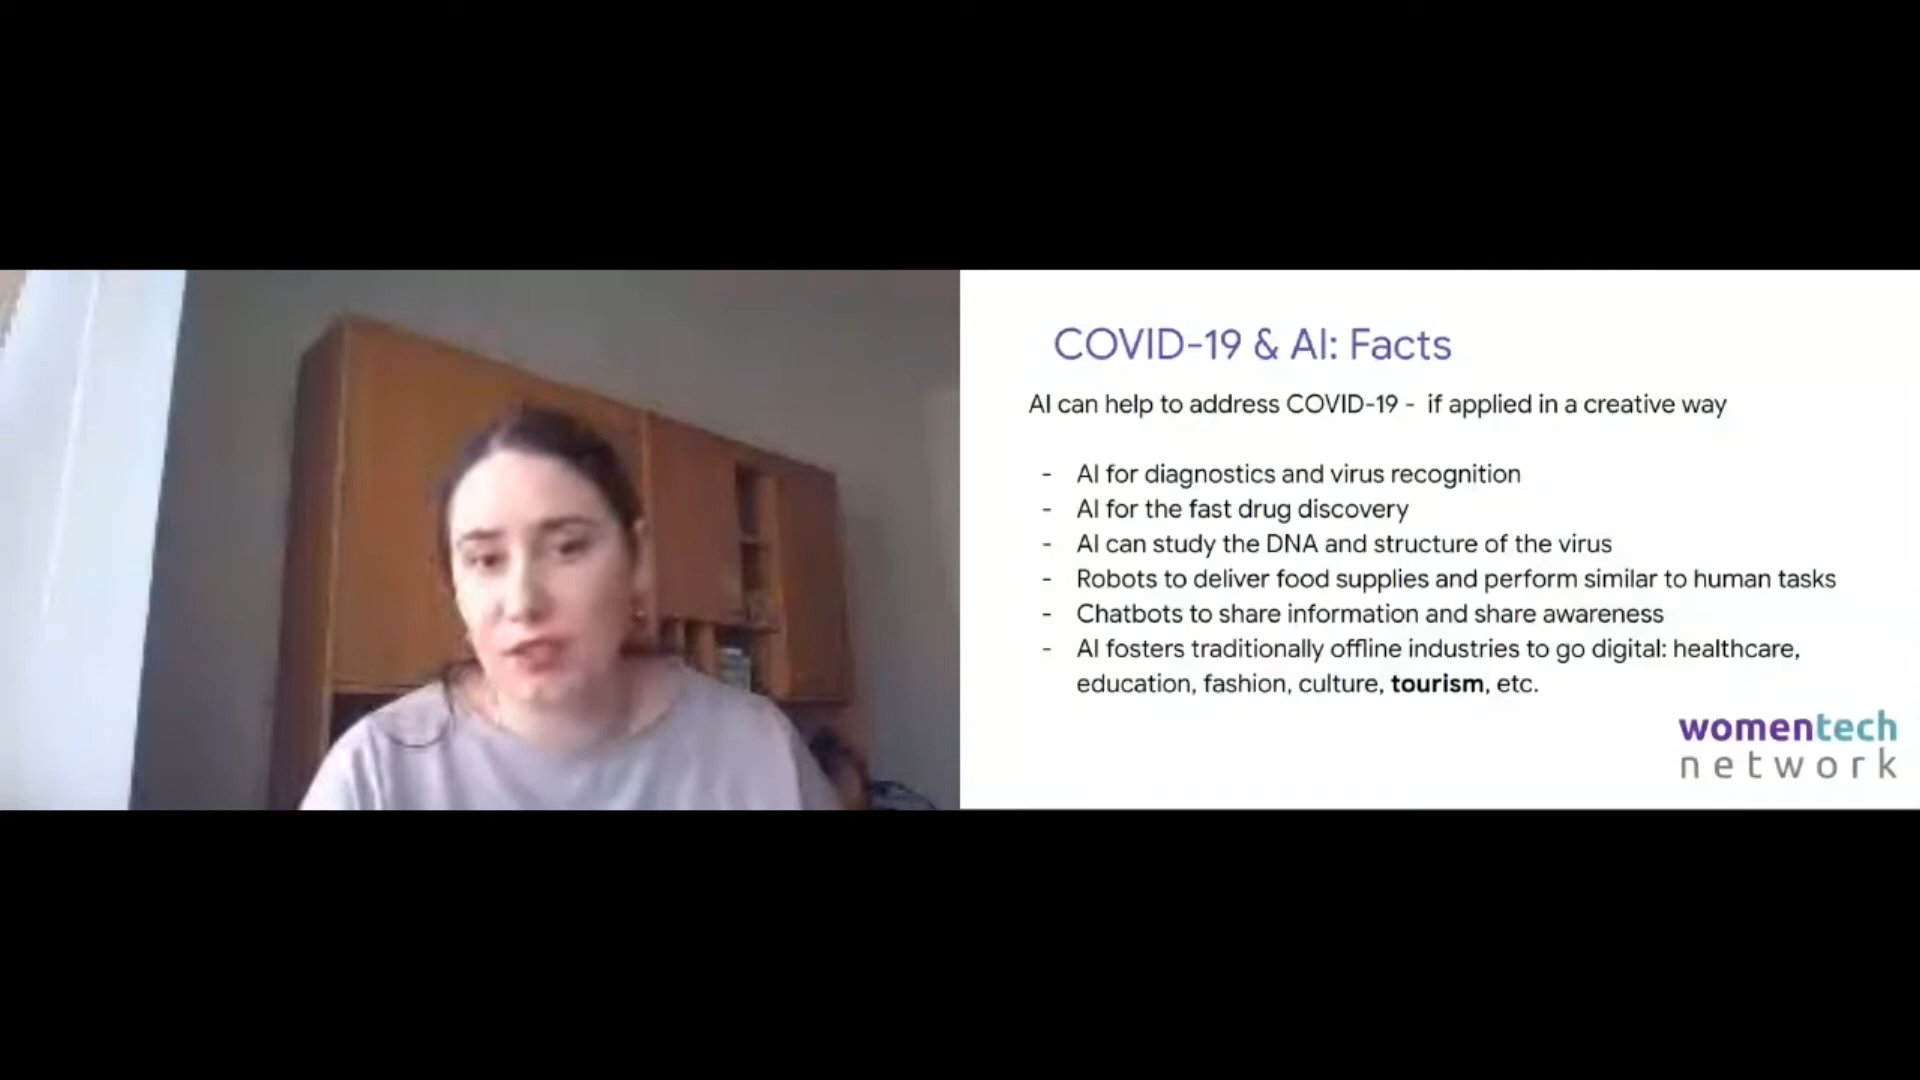 COVID-19 & AI: Facts
AI can help to address COVID-19 - if applied in a creative way
- AI for diagnostics and virus recognition
- AI for the fast drug discovery
- AI can study the DNA and structure of the virus
- Robots to deliver food supplies and perform similar to human tasks
- Chatbots to share information and share awareness
- AI fosters traditionally offline industries to go digital: healthcare,
education, fashion, culture, tourism, etc.
womentech
network